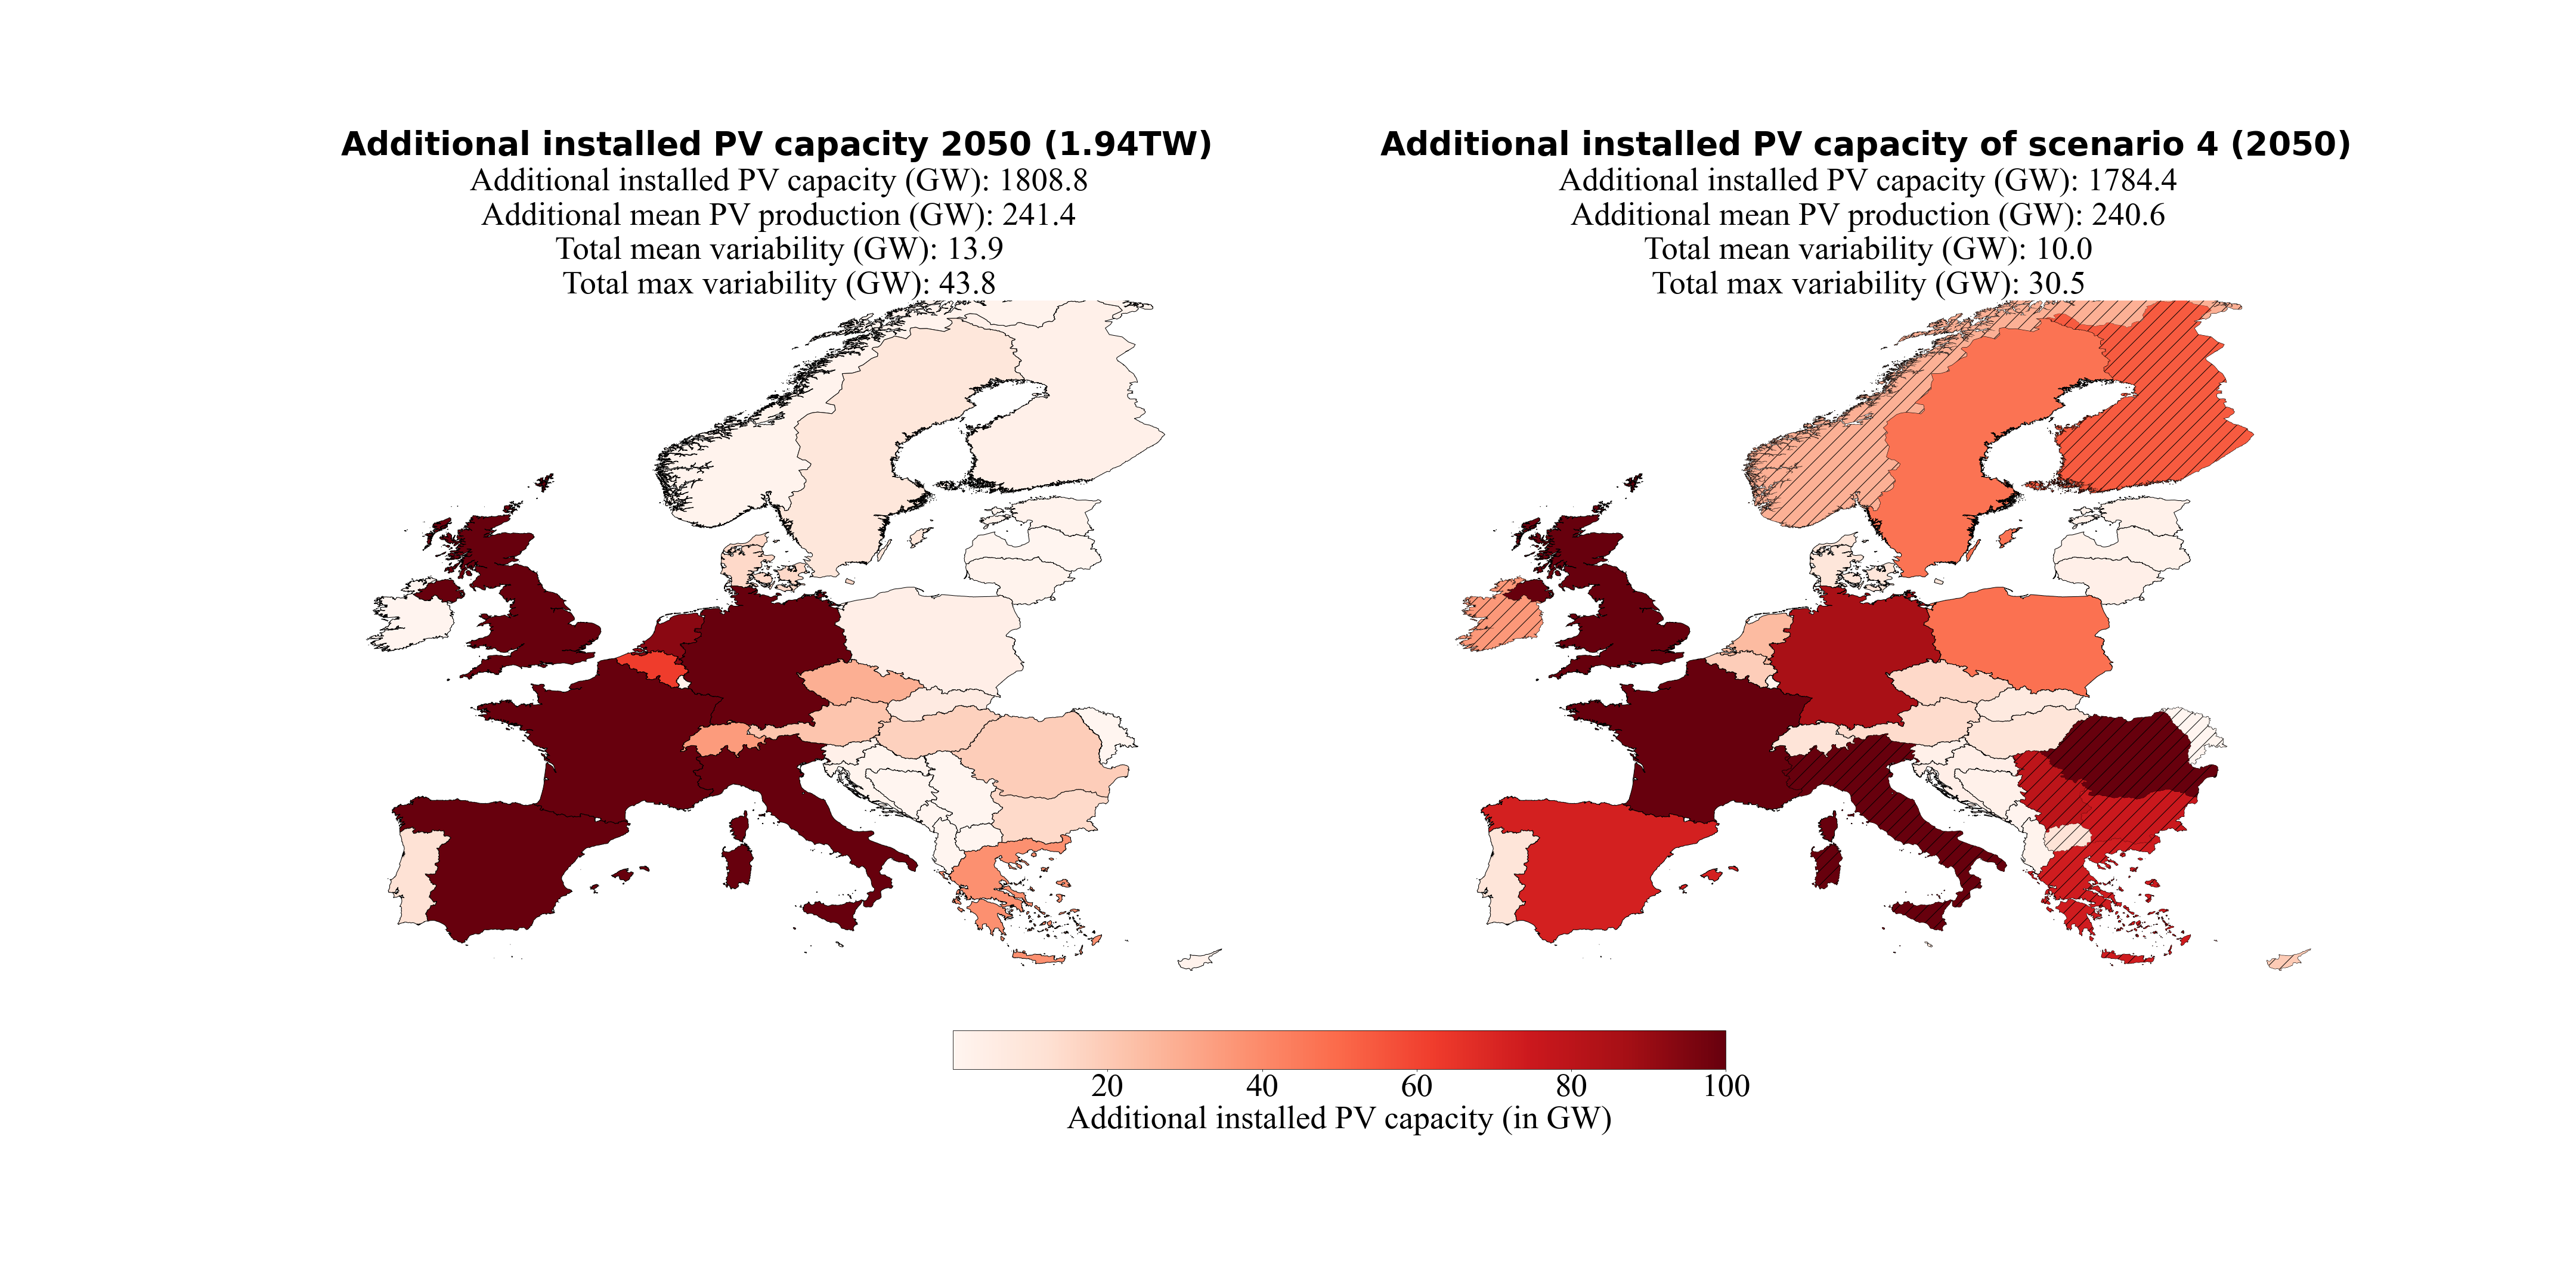 Additional installed PV capacity 2050 (1.94TW)
Additional installed PV capacity (GW): 1808.8
Additional mean PV production (GW): 241.4
Total mean variability (GW): 13.9
Total max variability (GW): 43.8
Additional installed PV capacity of scenario 4 (2050)
Additional installed PV capacity (GW): 1784.4
Additional mean PV production (GW): 240.6
Total mean variability (GW): 10.0
Total max variability (GW): 30.5
20 40 60 80 100
Additional installed PV capacity (in GW)